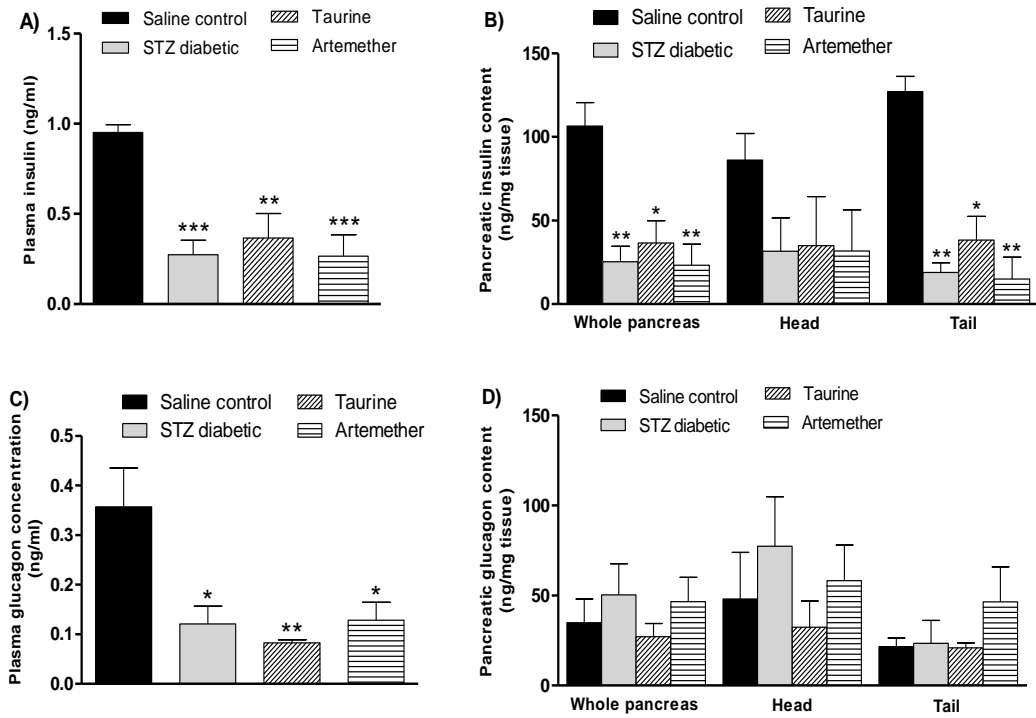 A)
Saline control
Taurine
STZ diabetic
Artemether
Plasma insulin (ng/ml)
1.5
1.0
0.5
0.0
***
**
***
B)
Saline control
Taurine
STZ diabetic
Artemether
Pancreatic insulin content
(ng/mg tissue)
150
100
50
0
**
*
**
**
*
**
Whole pancreas
Head
Tail
C)
Saline control
Taurine
STZ diabetic
Artemether
Plasma glucagon concentration
(ng/ml)
0.5
0.4
0.3
0.2
0.1
0.0
*
**
*
D)
Saline control
Taurine
STZ diabetic
Artemether
Pancreatic glucagon content
(ng/mg tissue)
150
100
50
0
Whole pancreas
Head
Tail